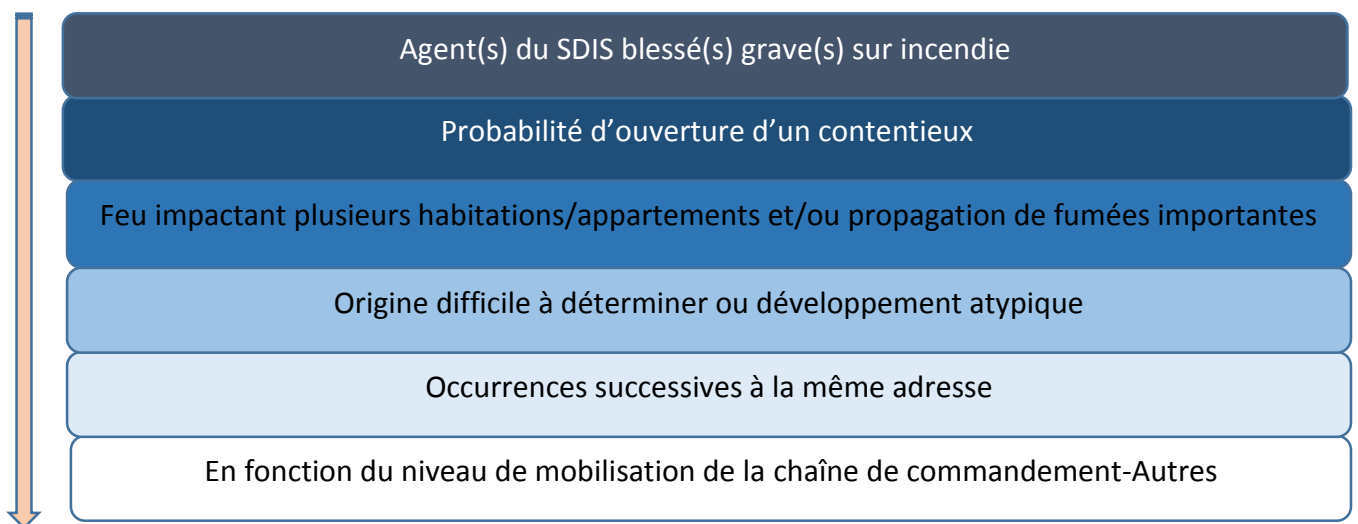 Agent(s) du SDIS blessé(s) grave(s) sur incendie
Probabilité d’ouverture d’un contentieux
Feu impactant plusieurs habitations/appartements et/ou propagation de fumées importantes
Origine difficile à déterminer ou développement atypique
Occurrences successives à la même adresse
En fonction du niveau de mobilisation de la chaîne de commandement-Autres